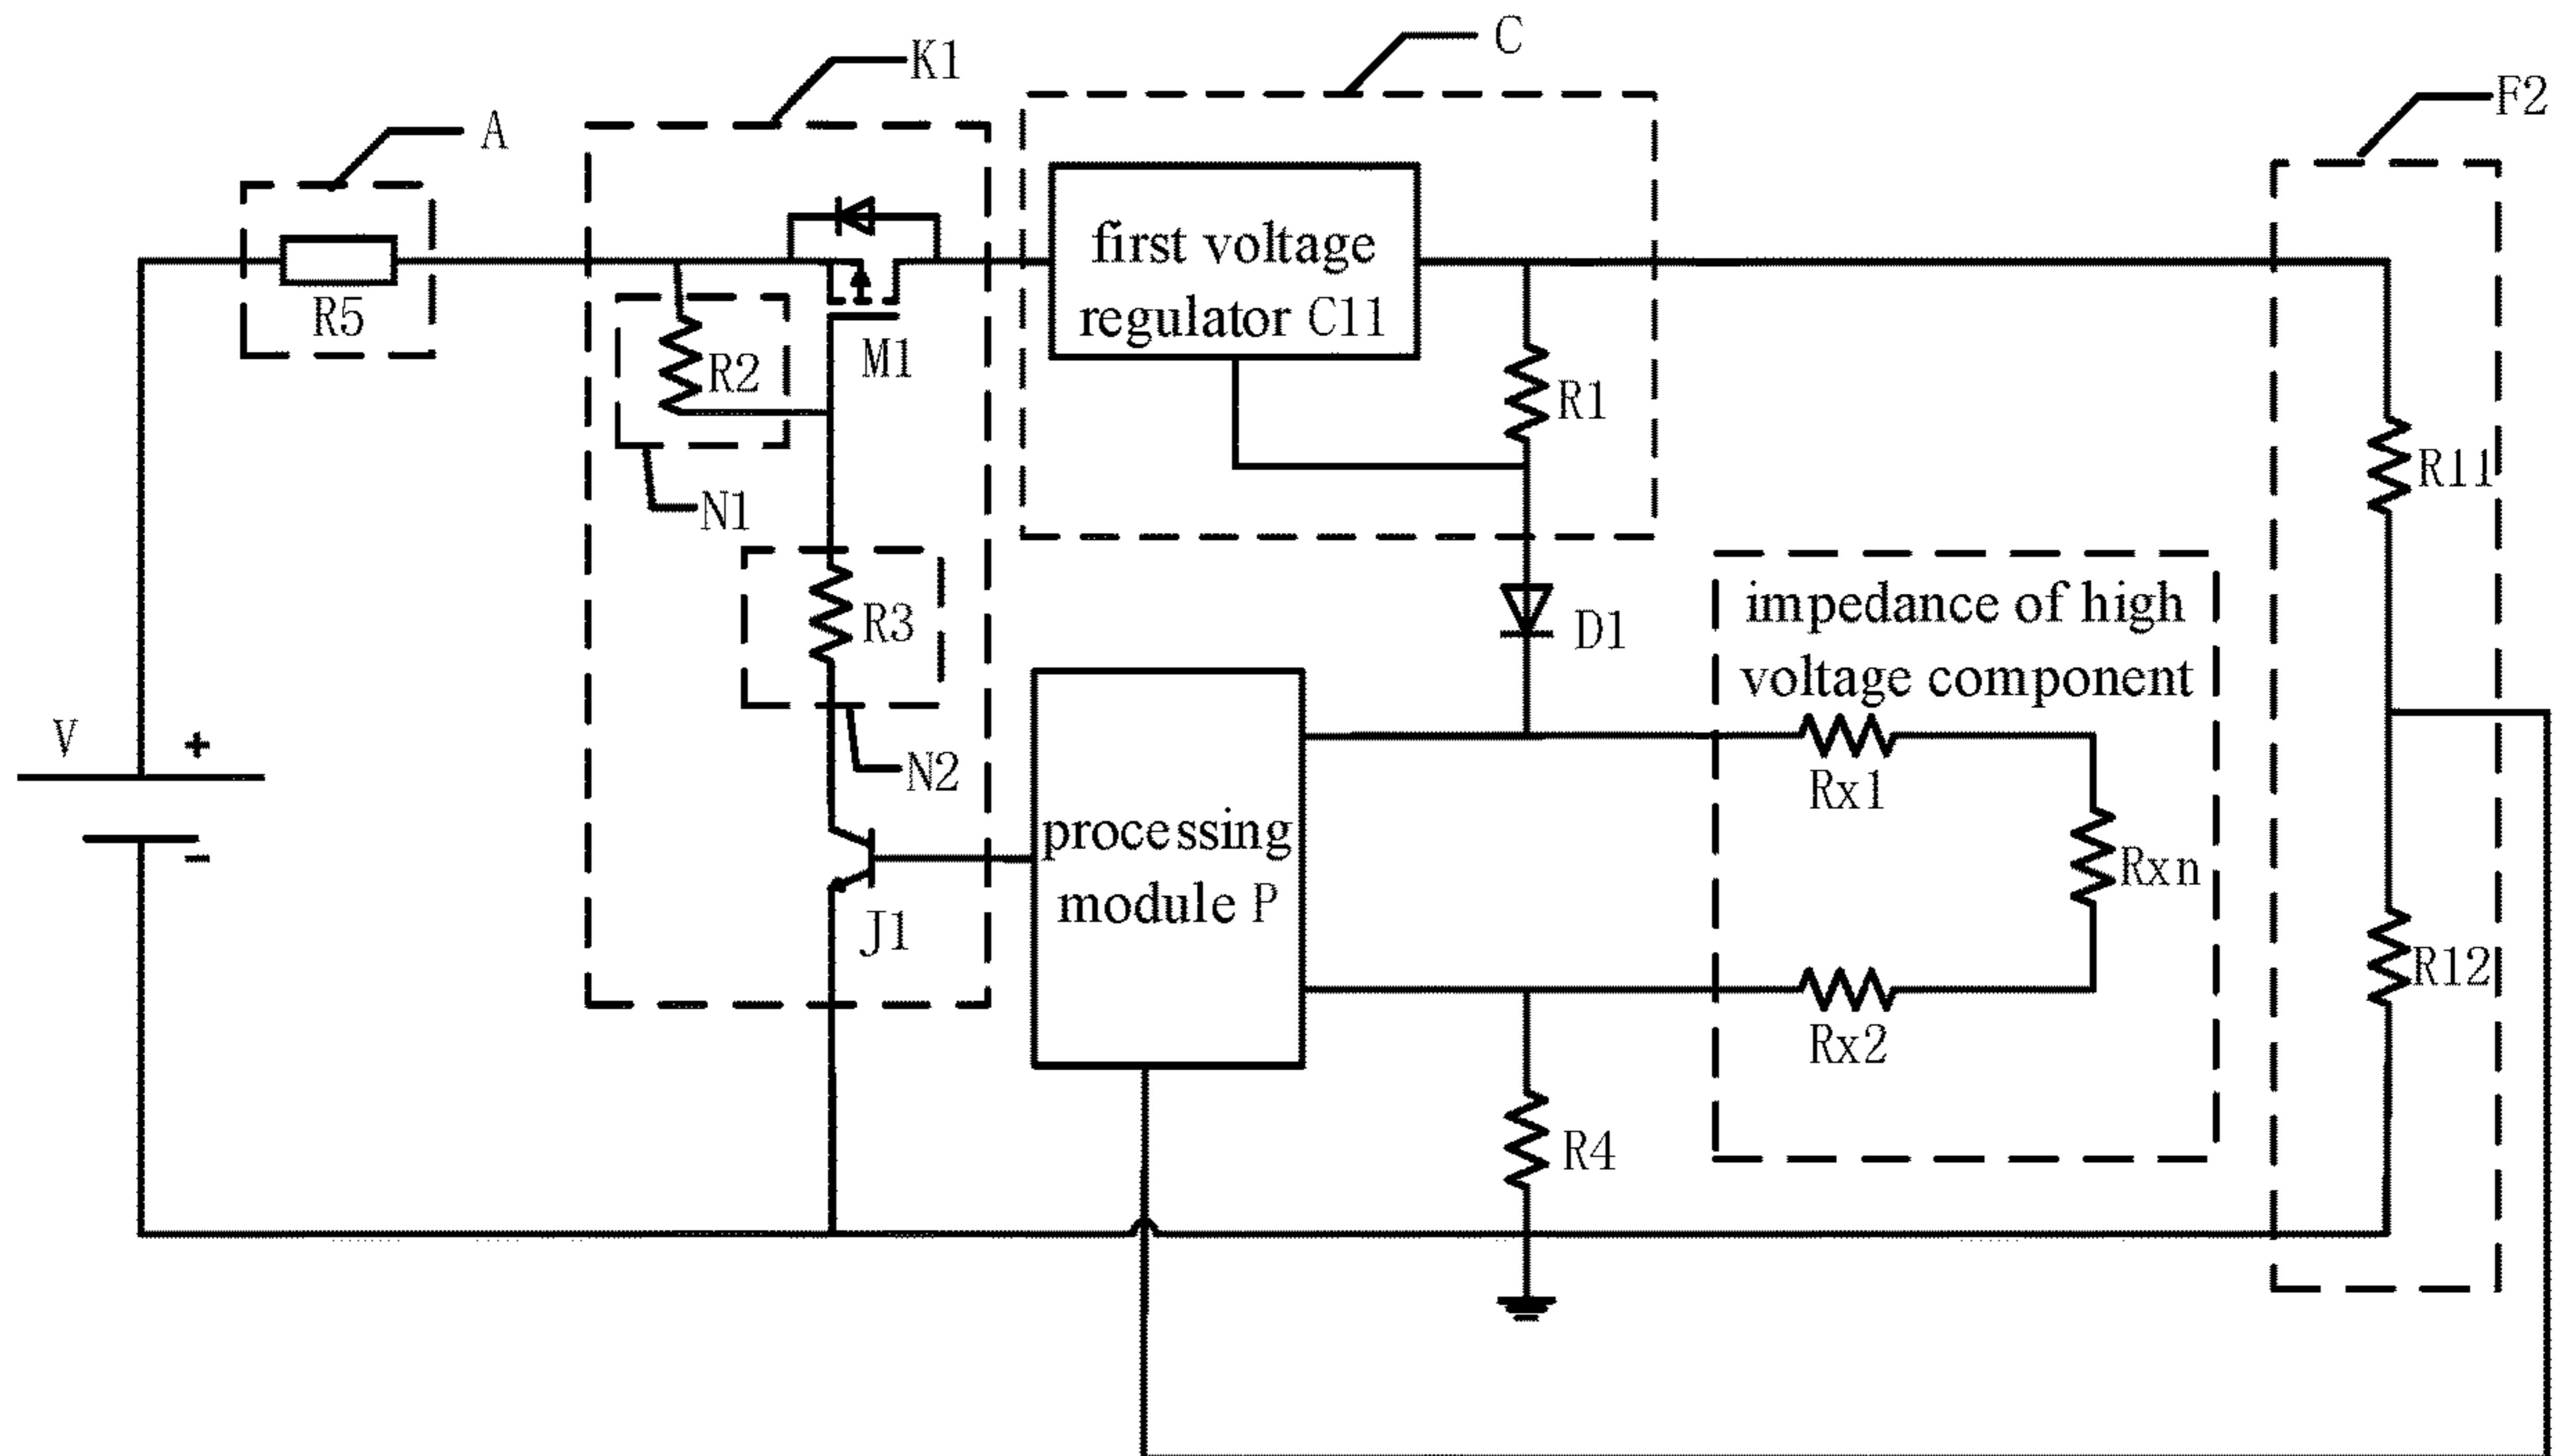 C
K1
F2
A
first voltage
regulator C11
R5
M1
R2
R1
R11
N1
impedance of high
voltage component
R3
D1
V
+
N2
Rx1
processing
module P
Rxn
-
J1
R12
Rx2
R4